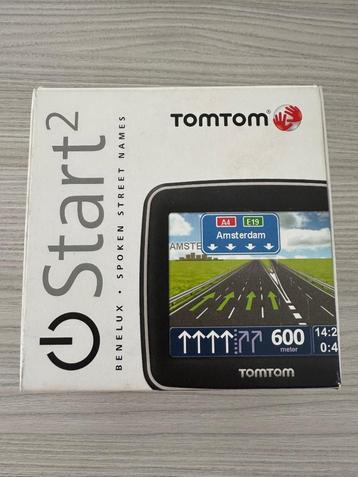 Start²
BENELUX • SPOKEN STREET NAMES
TOMTOM®
A4 E19
Amsterdam
AMSTE
600
meter
14:2
0:4
TOMTOM